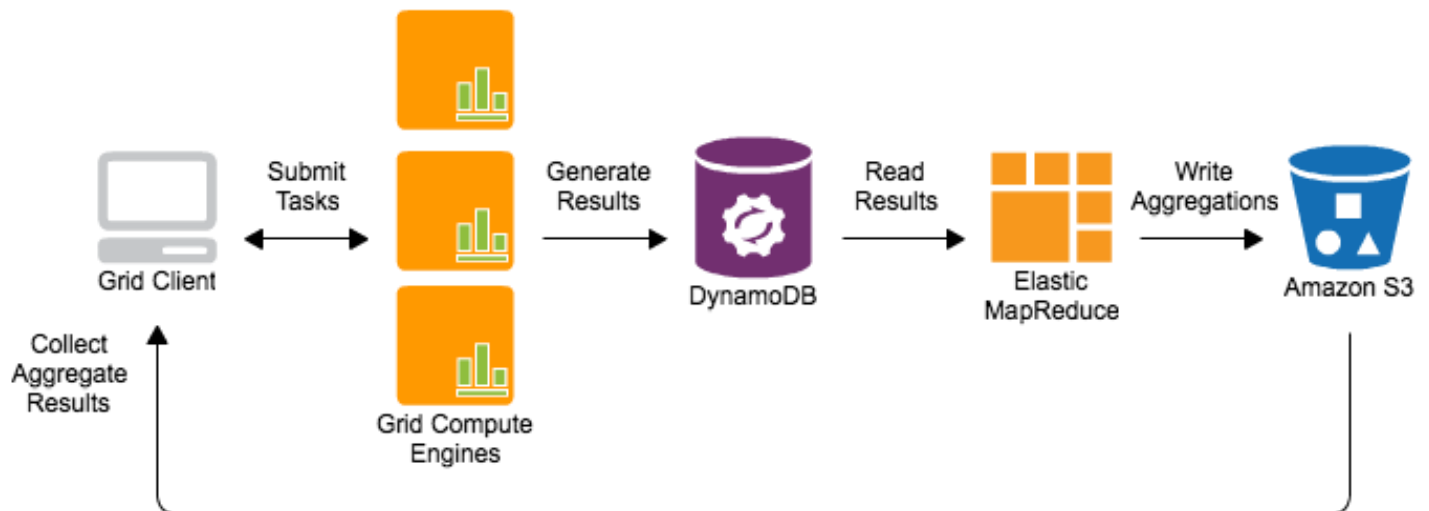 Submit
Tasks
Generate
Results
Read
Results
Write
Aggregations
Grid Client
DynamoDB
Elastic
MapReduce
Amazon S3
Collect
Aggregate
Results
Grid Compute
Engines